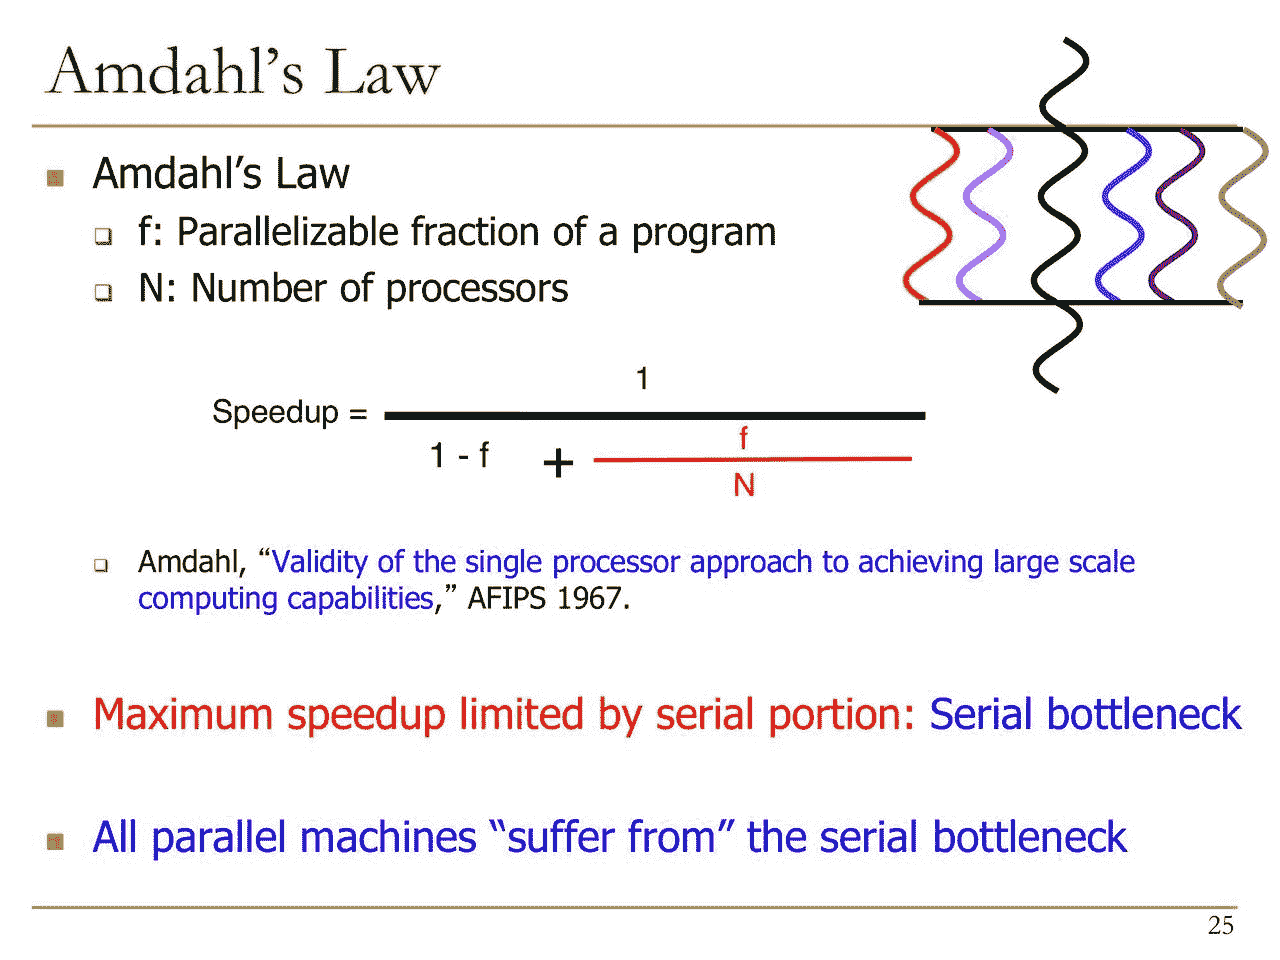 Amdahl’s Law
Amdahl’s Law
f: Parallelizable fraction of a program
N: Number of processors
1
Speedup =
1 - f + f
N
Amdahl, “Validity of the single processor approach to achieving large scale
computing capabilities,” AFIPS 1967.
Maximum speedup limited by serial portion: Serial bottleneck
All parallel machines “suffer from” the serial bottleneck
25